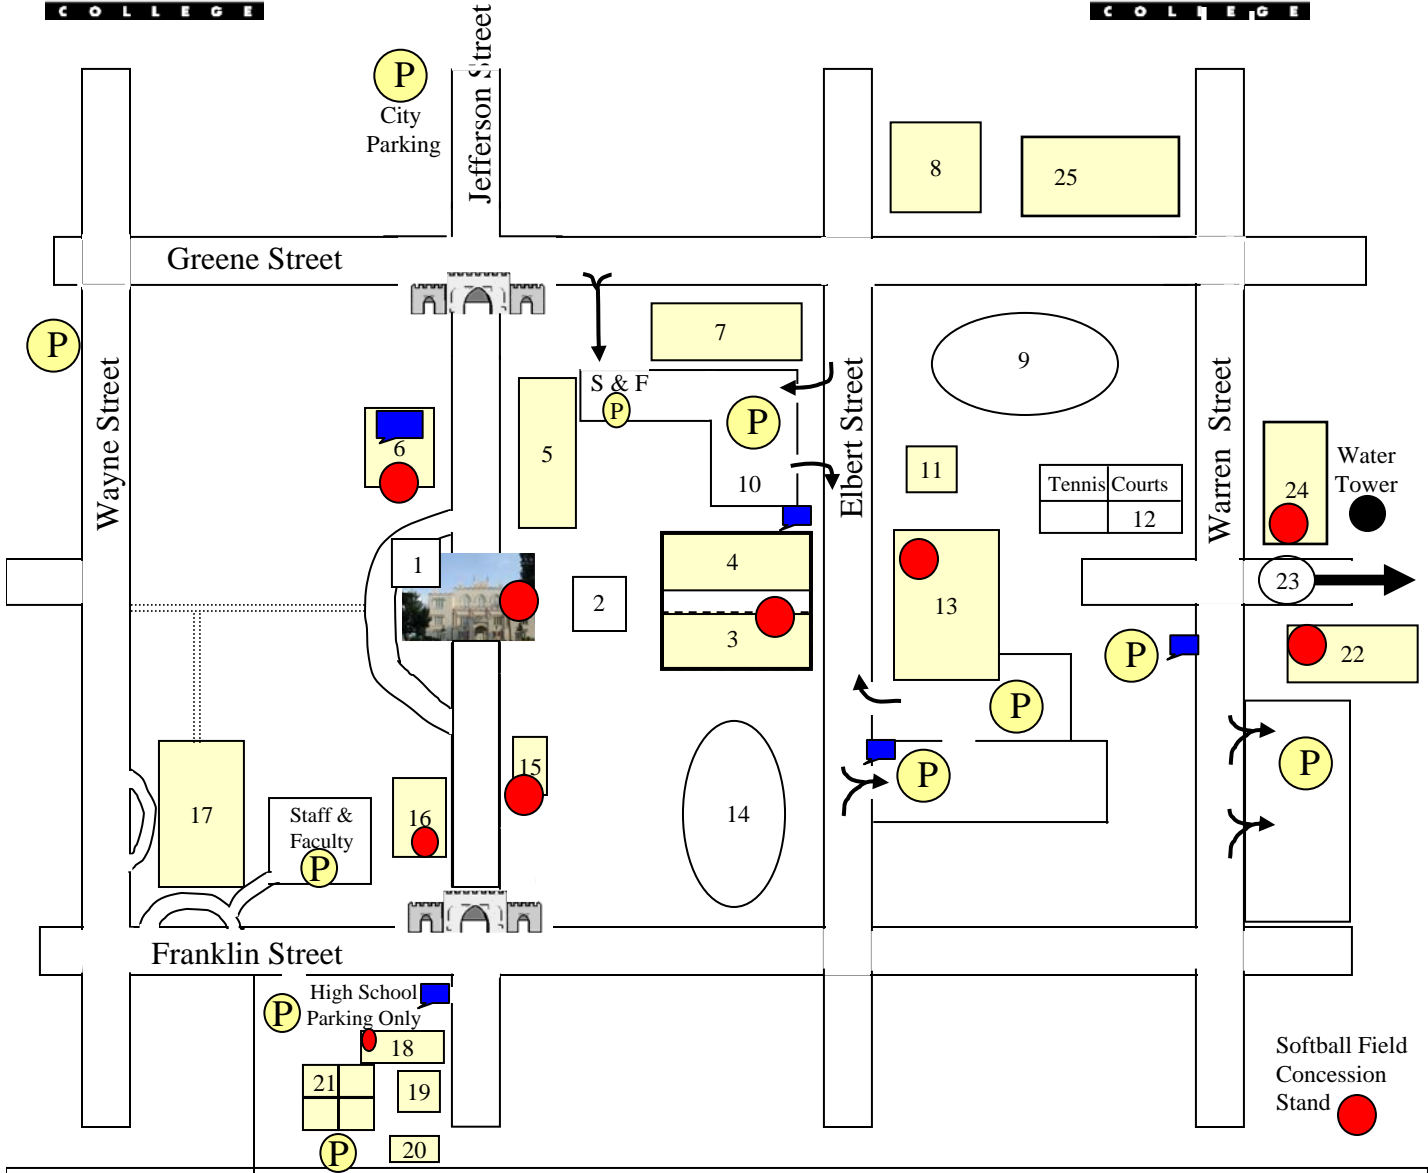 C O L L E G E
C O L L E G E
Jefferson Street
P
City
Parking
8
25
Greene Street
P
7
9
Wayne Street
S & F
P
P
Elbert Street
Warren Street
6
5
10
11
Tennis Courts
12
24
Water
Tower
1
2
4
3
13
23
P
22
P
15
14
P
P
17
Staff &
Faculty
P
16
Franklin Street
High School
Parking Only
P
18
21
19
20
P
Softball Field
Concession
Stand